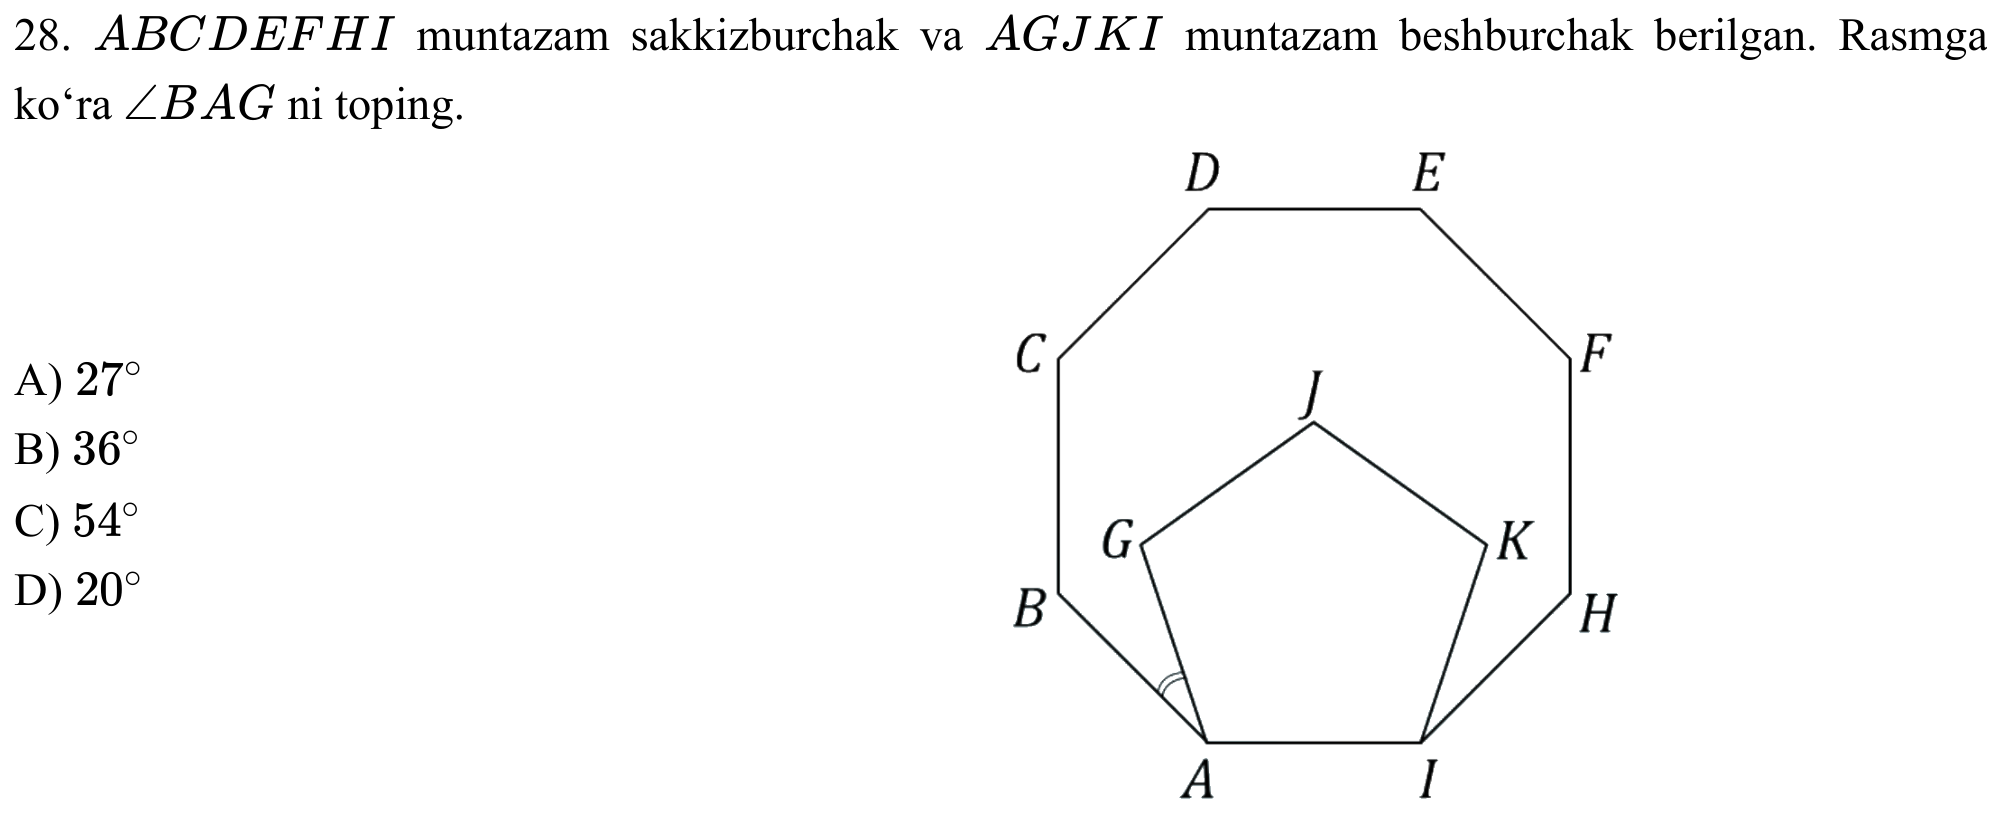 28. ABCDEFHI muntazam sakkizburchak va AGJKI muntazam beshburchak berilgan. Rasmga
ko‘ra ∠BAG ni toping.
D E
C F
J
A) 27°
B) 36°
G K
C) 54°
D) 20°
B H
A I